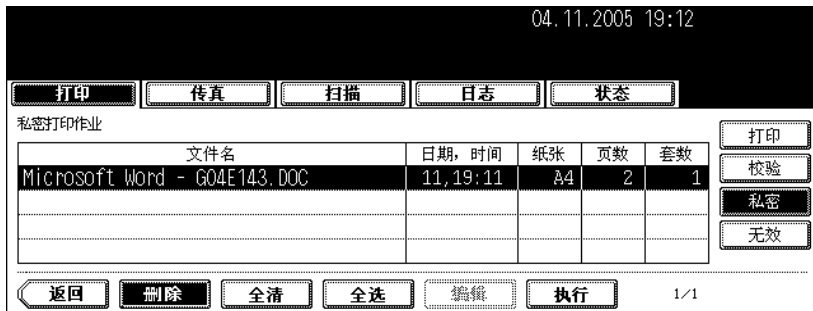 04.11.2005 19:12
打印 传真 扫描 日志 状态
私密打印作业
文件名 日期，时间 纸张 页数 套数
Microsoft Word - G04E143.DOC 11,19:11 A4 2 1
打印
校验
私密
无效
返回 删除 全清 全选 编辑 执行 1/1